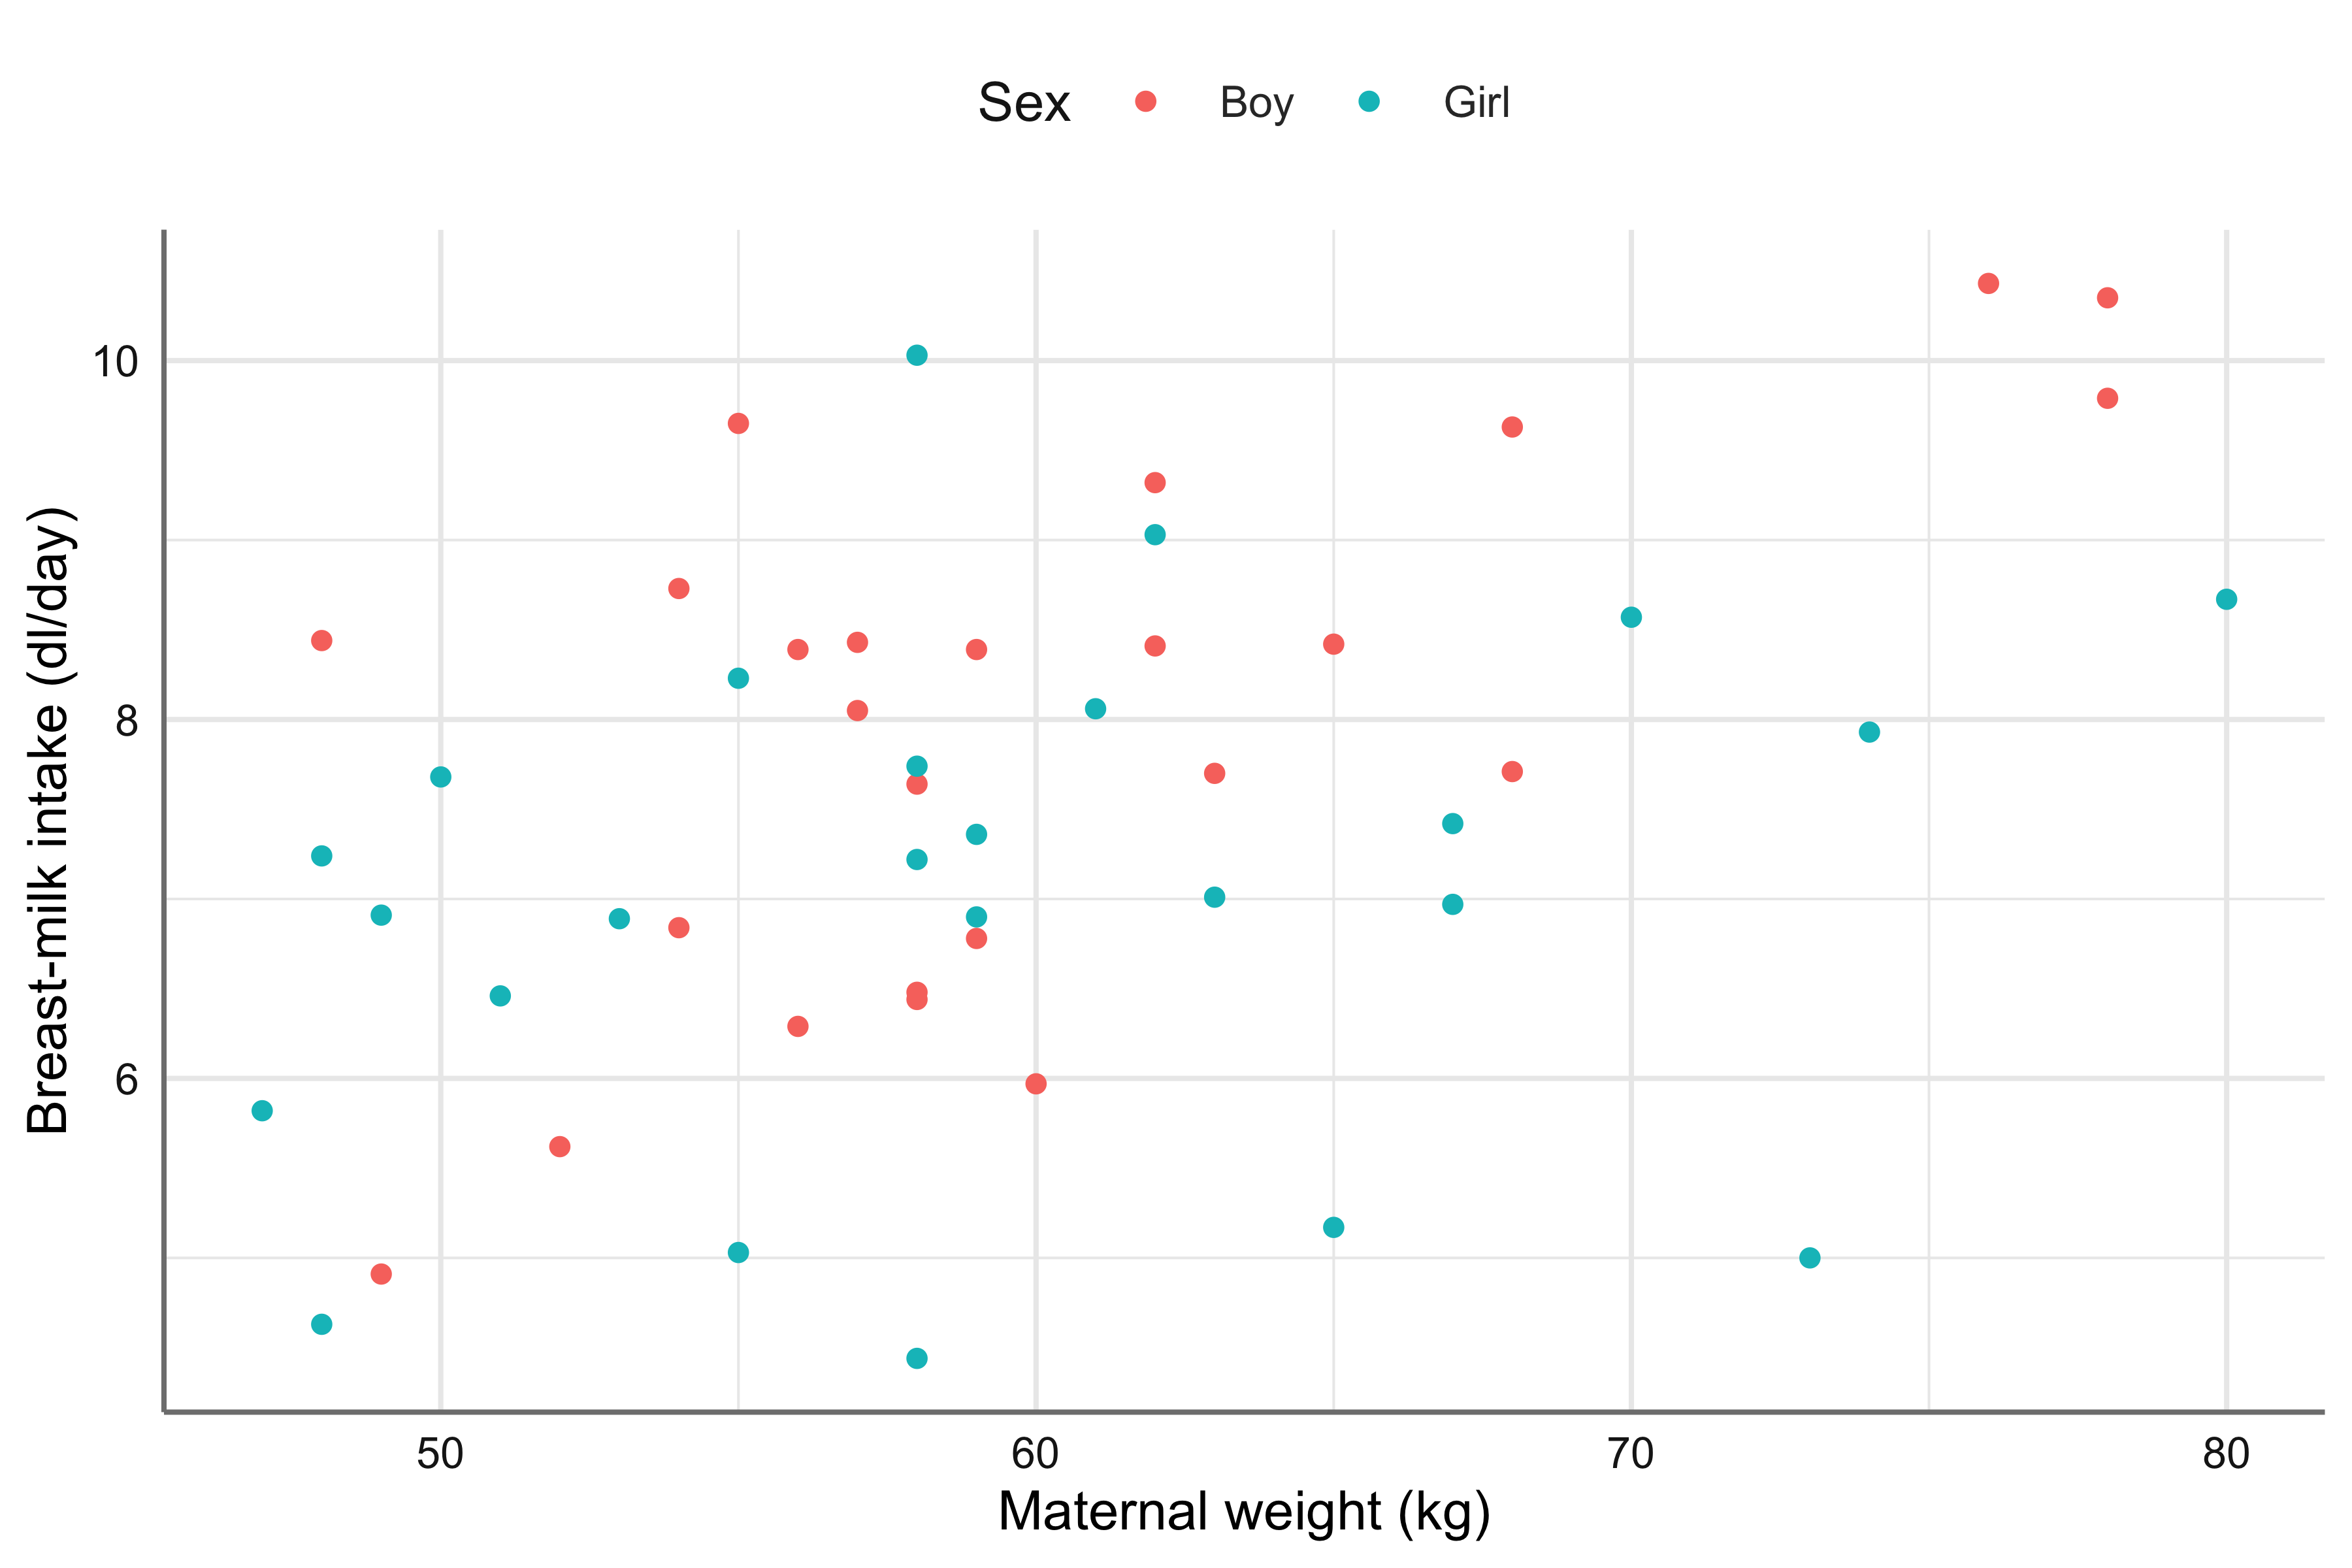 Sex Boy Girl
10
8
6
Breast-milk intake (dl/day)
50 60 70 80
Maternal weight (kg)